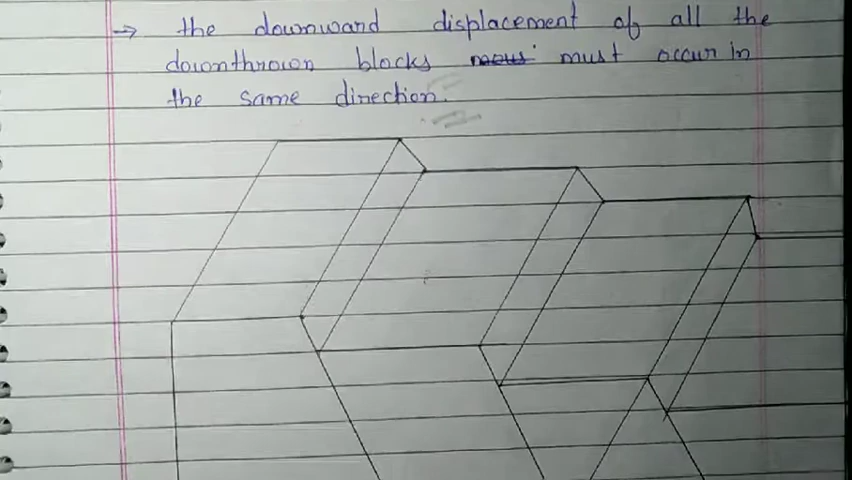 → the downward displacement of all the
downthrown blocks must occur in
the same direction.